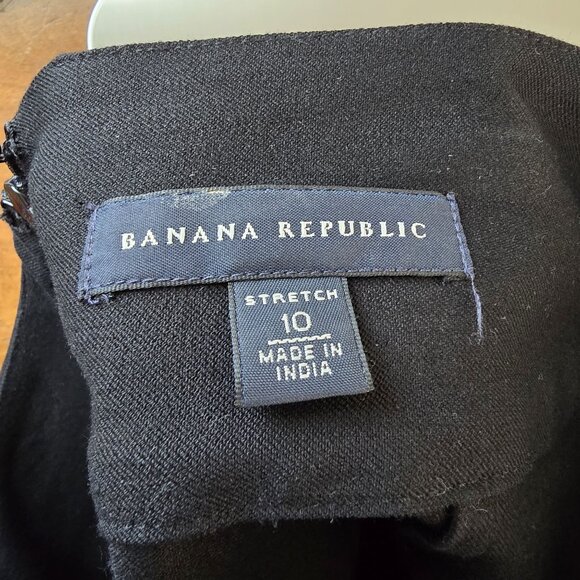 BANANA REPUBLIC
STRETCH
10
MADE IN
INDIA